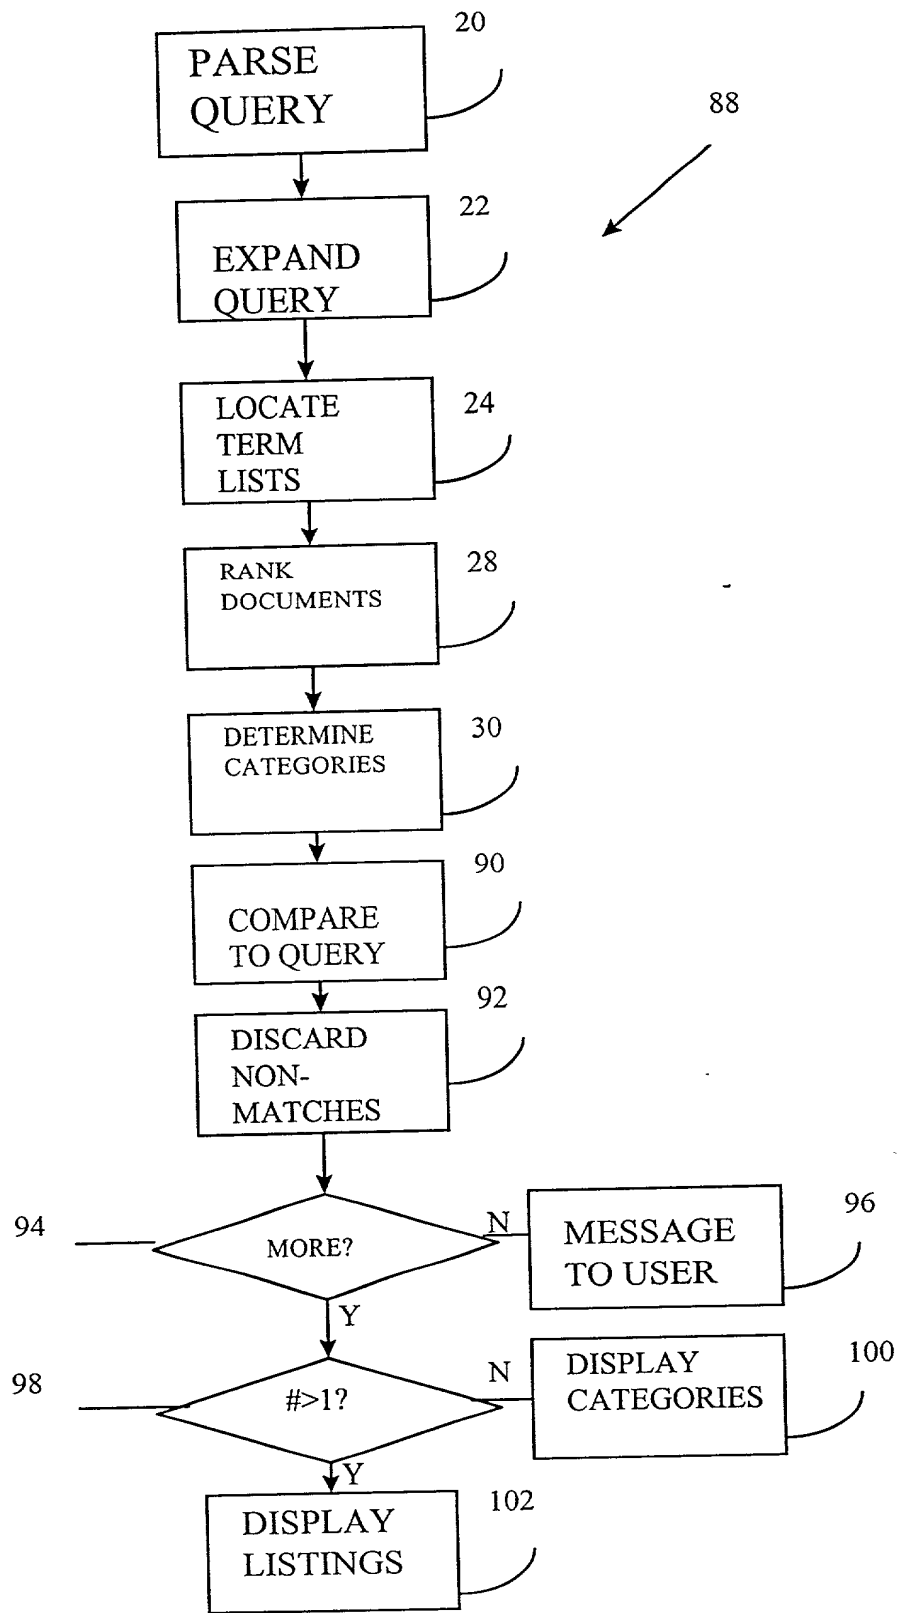 20
PARSE
QUERY
88
22
EXPAND
QUERY
24
LOCATE
TERM
LISTS
28
RANK
DOCUMENTS
30
DETERMINE
CATEGORIES
90
COMPARE
TO QUERY
92
DISCARD
NON-
MATCHES
94
MORE?
N
96
MESSAGE
TO USER
Y
98
#>1?
N
100
DISPLAY
CATEGORIES
Y
102
DISPLAY
LISTINGS